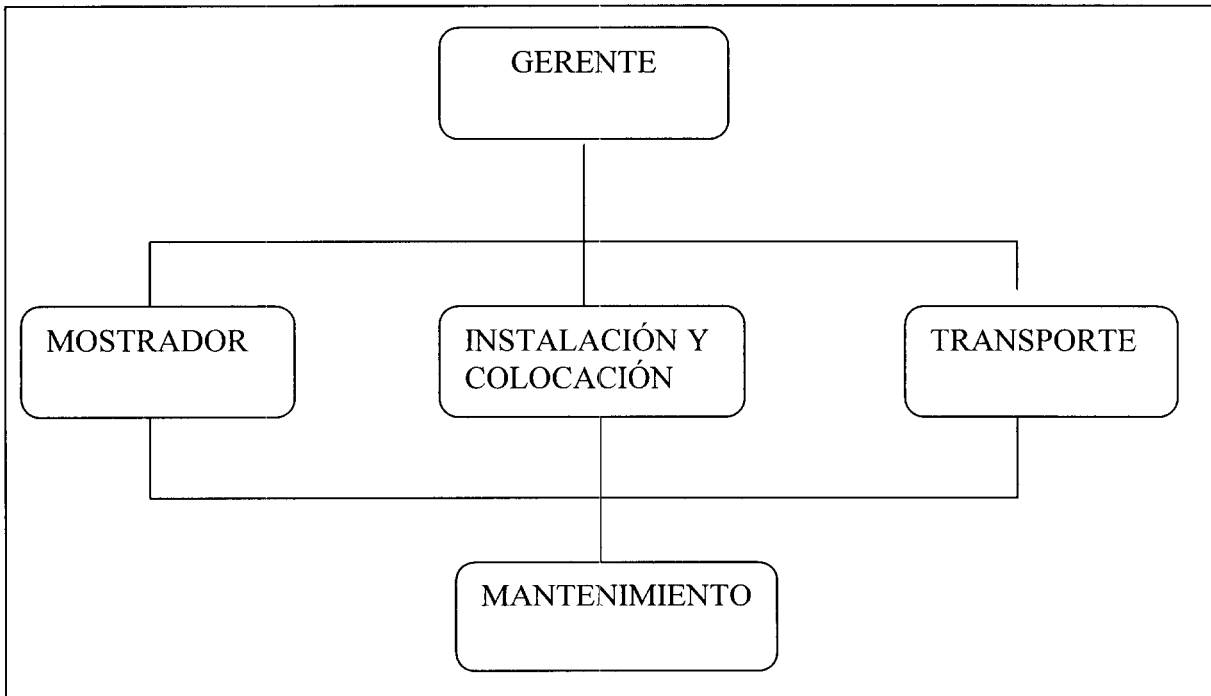 GERENTE
MOSTRADOR
INSTALACIÓN Y
COLOCACIÓN
TRANSPORTE
MANTENIMIENTO